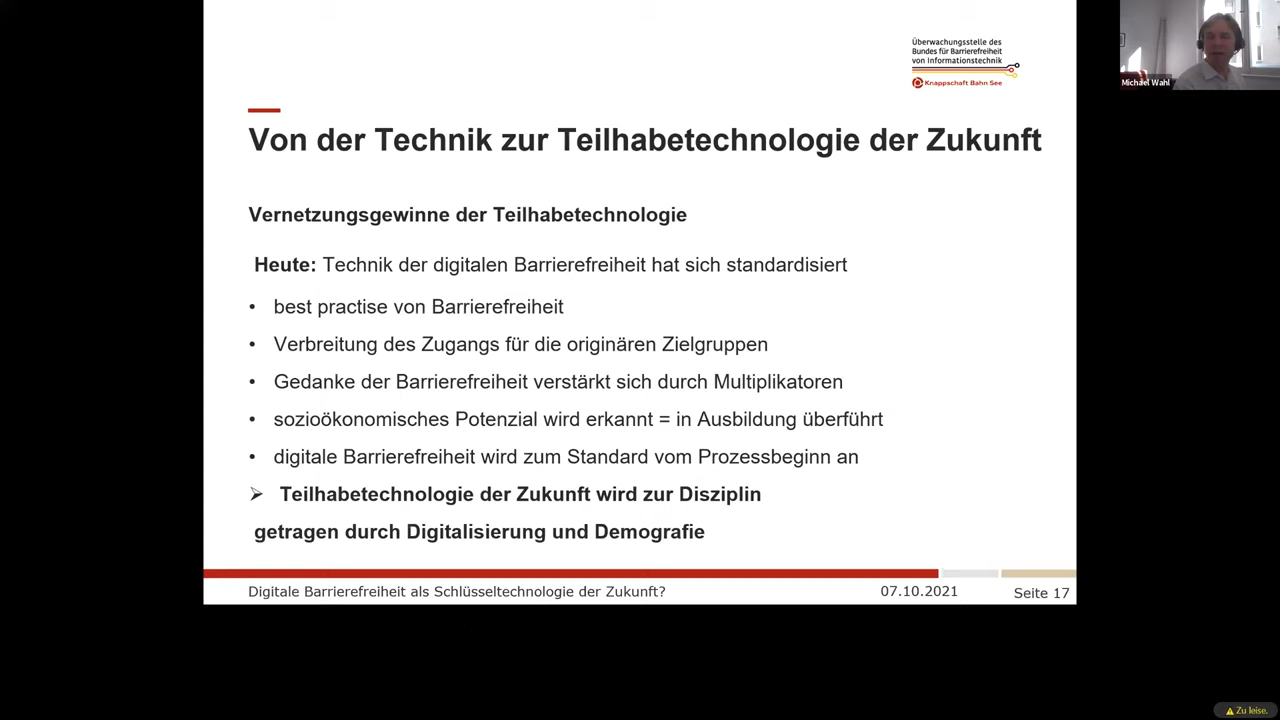 Überwachungsstelle des
Bundes für Barrierefreiheit
von Informationstechnik
Knappschaft Bahn See
Michael Wahl
Von der Technik zur Teilhabetechnologie der Zukunft
Vernetzungsgewinne der Teilhabetechnologie
Heute: Technik der digitalen Barrierefreiheit hat sich standardisiert
• best practise von Barrierefreiheit
• Verbreitung des Zugangs für die originären Zielgruppen
• Gedanke der Barrierefreiheit verstärkt sich durch Multiplikatoren
• sozioökonomisches Potenzial wird erkannt = in Ausbildung überführt
• digitale Barrierefreiheit wird zum Standard vom Prozessbeginn an
➢ Teilhabetechnologie der Zukunft wird zur Disziplin
getragen durch Digitalisierung und Demografie
Digitale Barrierefreiheit als Schlüsseltechnologie der Zukunft? 07.10.2021 Seite 17
Zu leise.